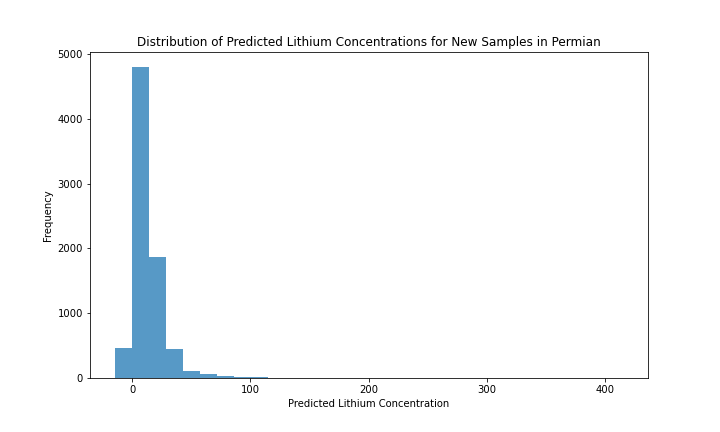 Distribution of Predicted Lithium Concentrations for New Samples in Permian
5000
4000
3000
2000
1000
0
Frequency
0 100 200 300 400
Predicted Lithium Concentration